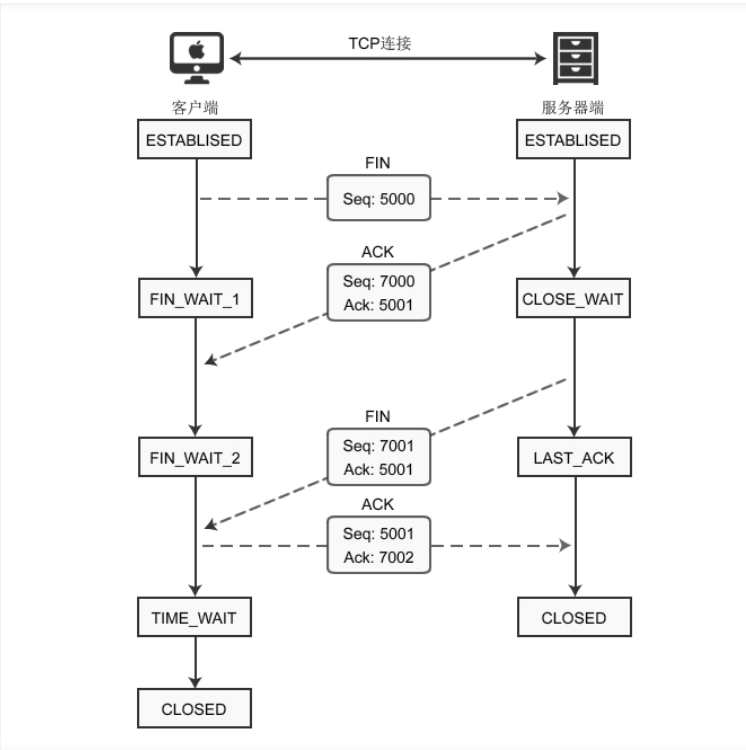 TCP连接
客户端
服务器端
ESTABLISED
ESTABLISED
FIN
Seq: 5000
ACK
Seq: 7000
Ack: 5001
FIN_WAIT_1
CLOSE_WAIT
FIN
Seq: 7001
Ack: 5001
FIN_WAIT_2
LAST_ACK
ACK
Seq: 5001
Ack: 7002
TIME_WAIT
CLOSED
CLOSED